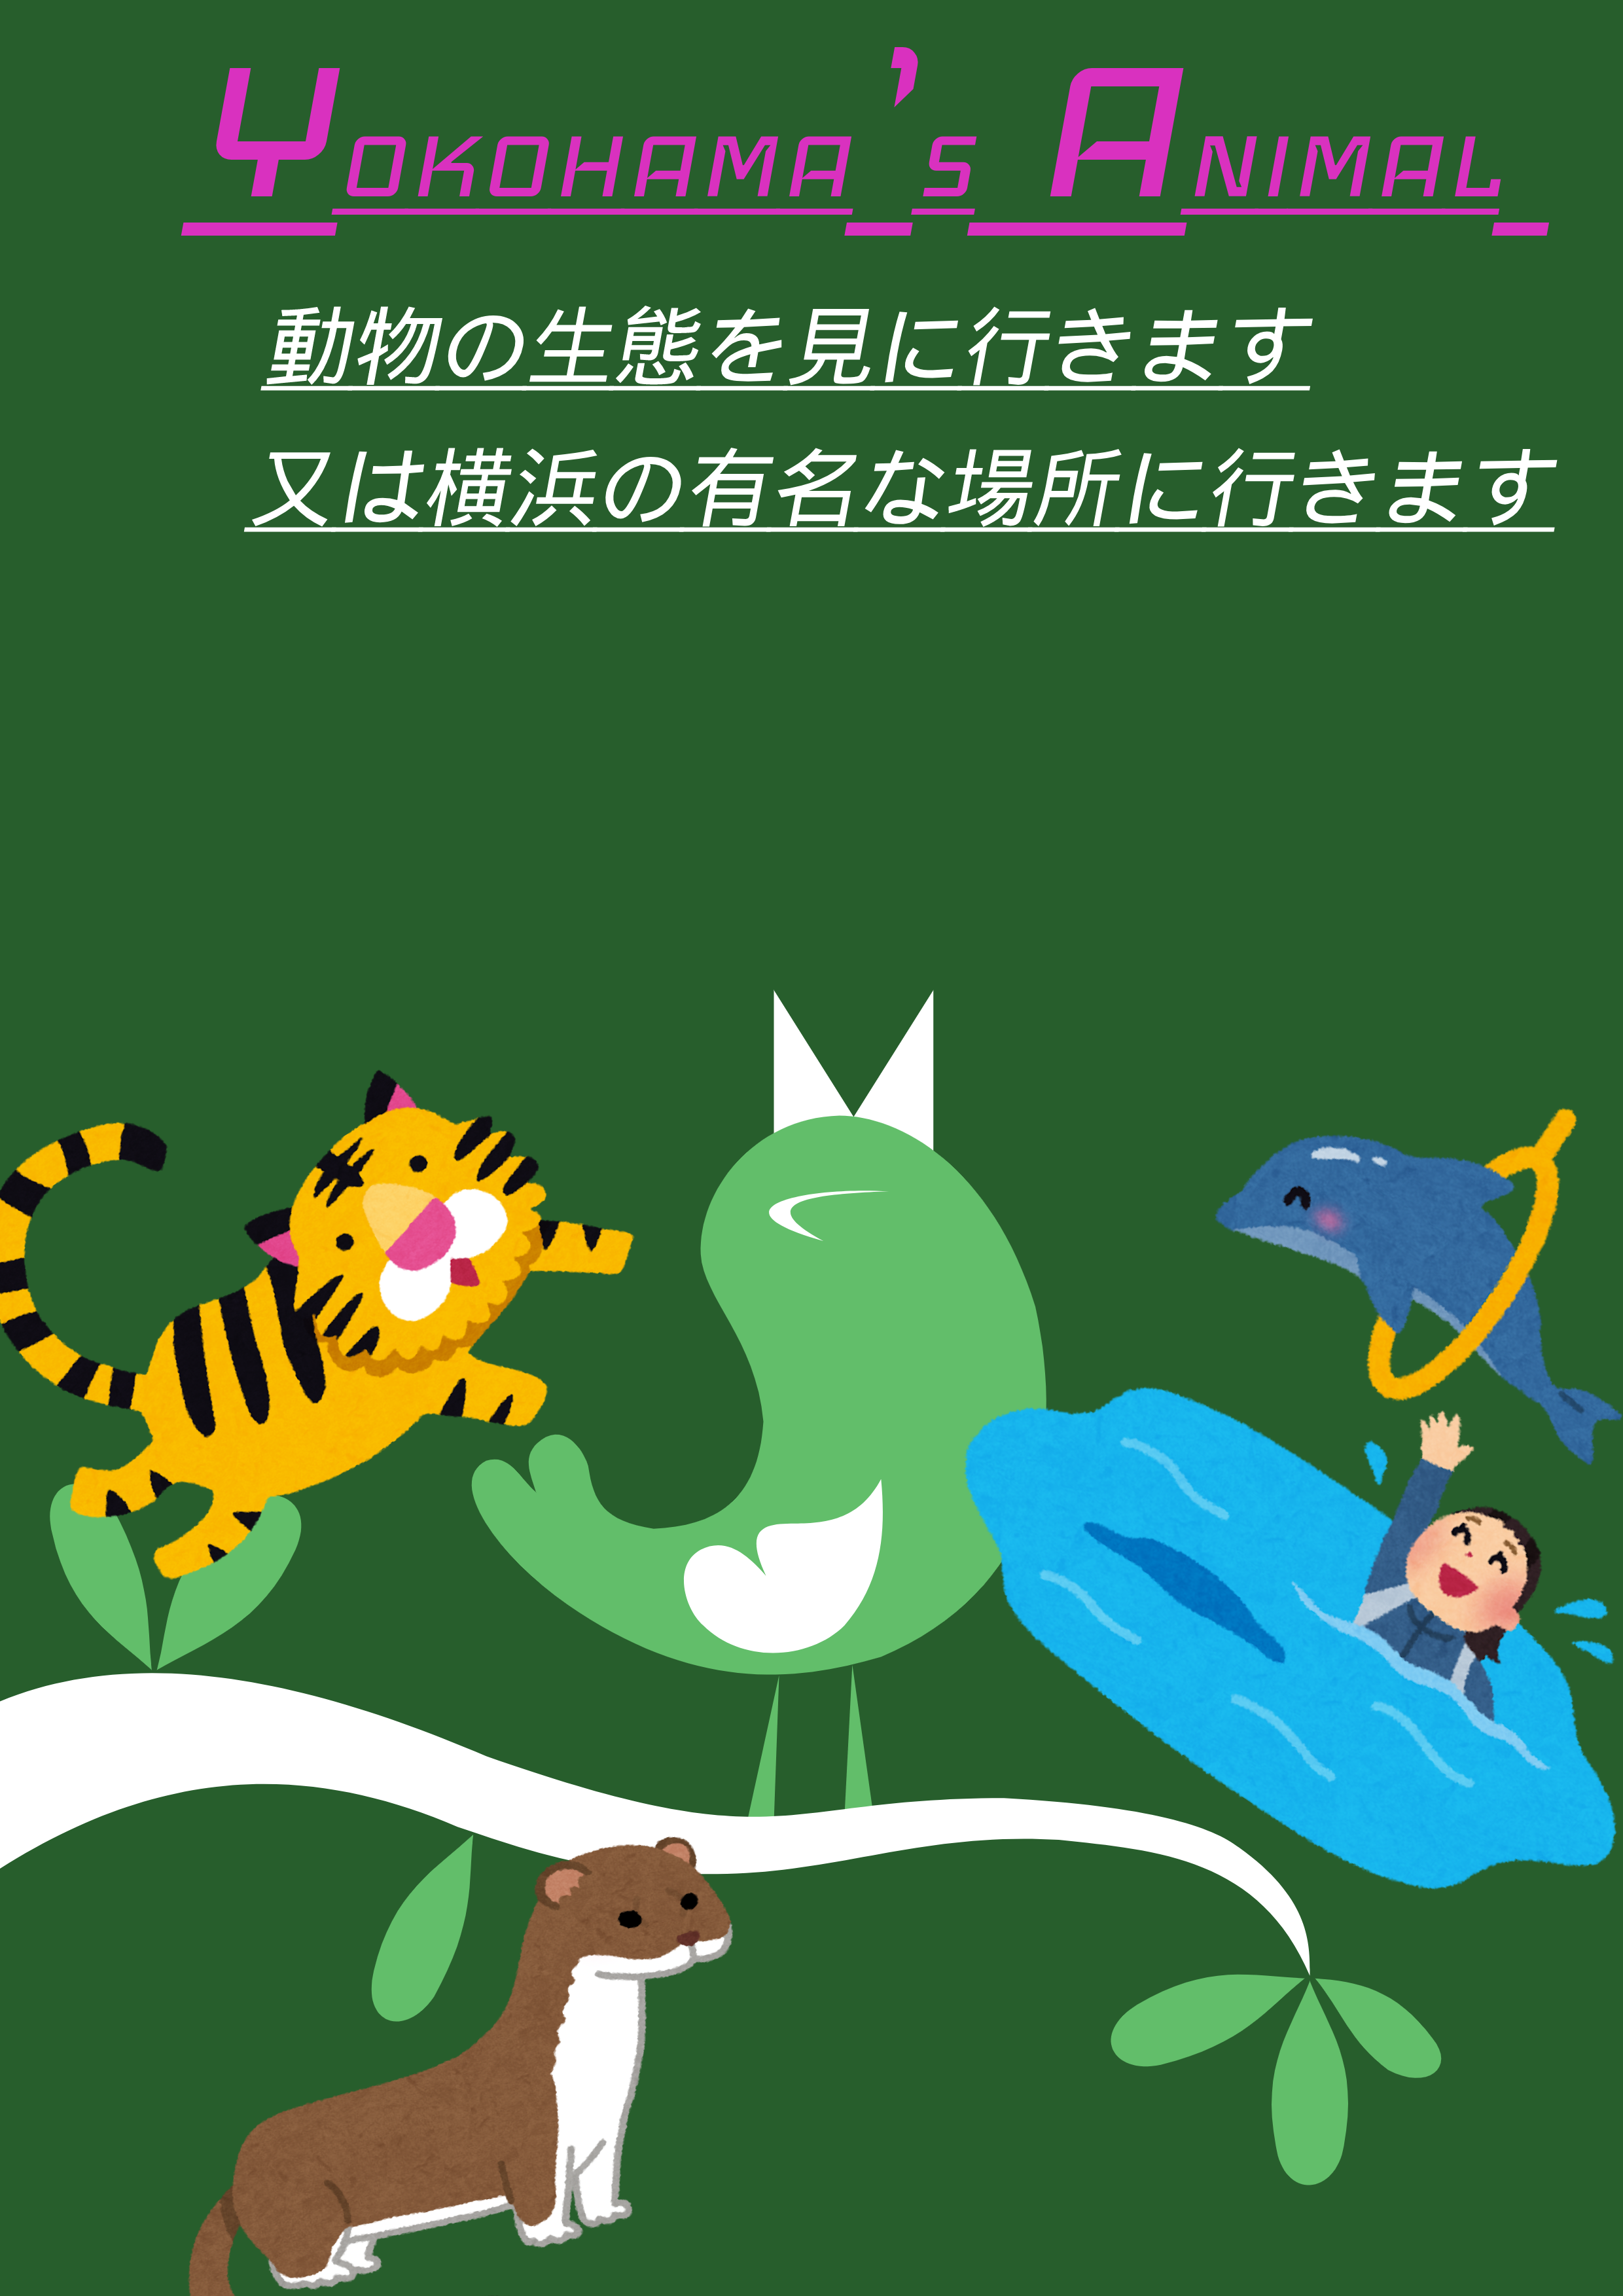 Yokohama's Animal
動物の生態を見に行きます
又は横浜の有名な場所に行きます